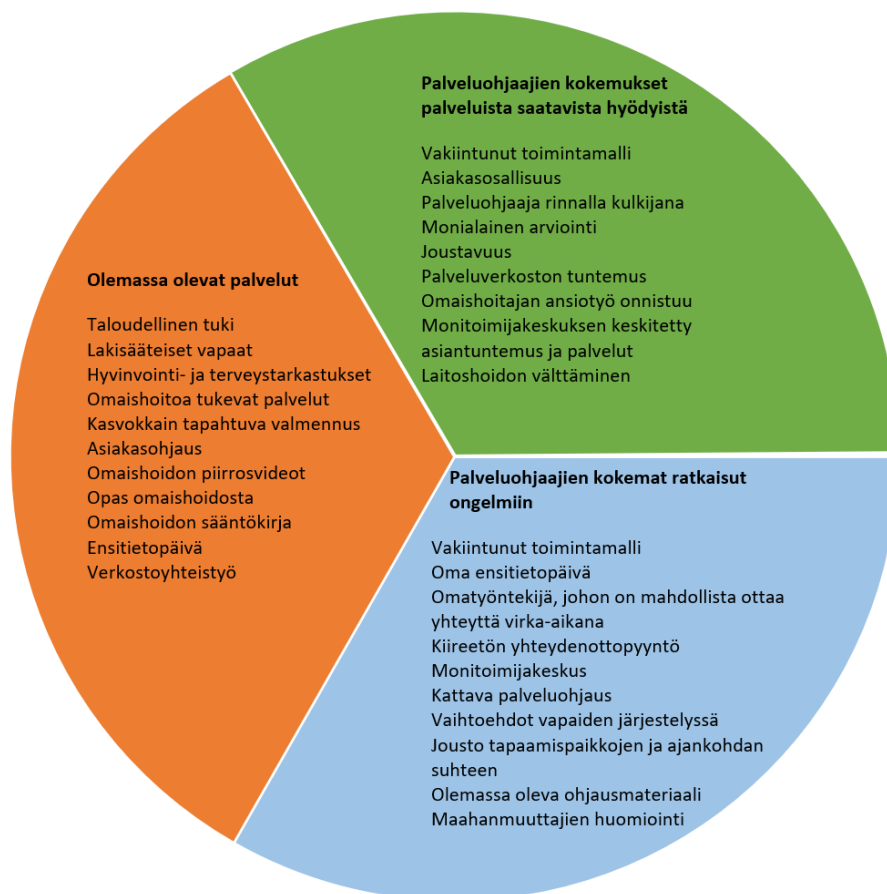 Palveluohjaajien kokemukset
palveluista saatavista hyödyistä
Vakiintunut toimintamalli
Asiakasosallisuus
Palveluohjaaja rinnalla kulkijana
Monialainen arviointi
Joustavuus
Palveluverkoston tuntemus
Omaishoitajan ansiotyö onnistuu
Monitoimijakeskuksen keskitetty
asiantuntemus ja palvelut
Laitoshoidon välttäminen
Olemassa olevat palvelut
Taloudellinen tuki
Lakisääteiset vapaat
Hyvinvointi- ja terveystarkastukset
Omaishoitoa tukevat palvelut
Kasvokkain tapahtuva valmennus
Asiakasohjaus
Omaishoidon piirrosvideot
Opas omaishoidosta
Omaishoidon sääntökirja
Ensitietopäivä
Verkostoyhteistyö
Palveluohjaajien kokemat ratkaisut
ongelmiin
Vakiintunut toimintamalli
Oma ensitietopäivä
Omatyöntekijä, johon on mahdollista ottaa
yhteyttä virka-aikana
Kiireetön yhteydenottopyyntö
Monitoimijakeskus
Kattava palveluohjaus
Vaihtoehdot vapaiden järjestelyssä
Jousto tapaamispaikkojen ja ajankohdan
suhteen
Olemassa oleva ohjausmateriaali
Maahanmuuttajien huomiointi